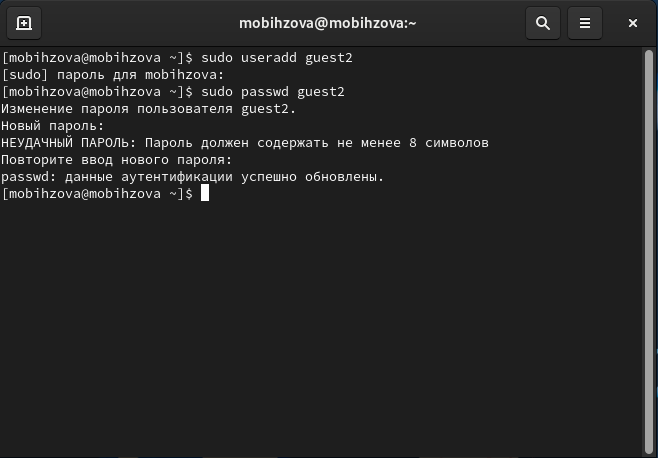 mobihzova@mobihzova:~
[mobihzova@mobihzova ~]$ sudo useradd guest2
[sudo] пароль для mobihzova:
[mobihzova@mobihzova ~]$ sudo passwd guest2
Изменение пароля пользователя guest2.
Новый пароль:
НЕУДАЧНЫЙ ПАРОЛЬ: Пароль должен содержать не менее 8 символов
Повторите ввод нового пароля:
passwd: данные аутентификации успешно обновлены.
[mobihzova@mobihzova ~]$